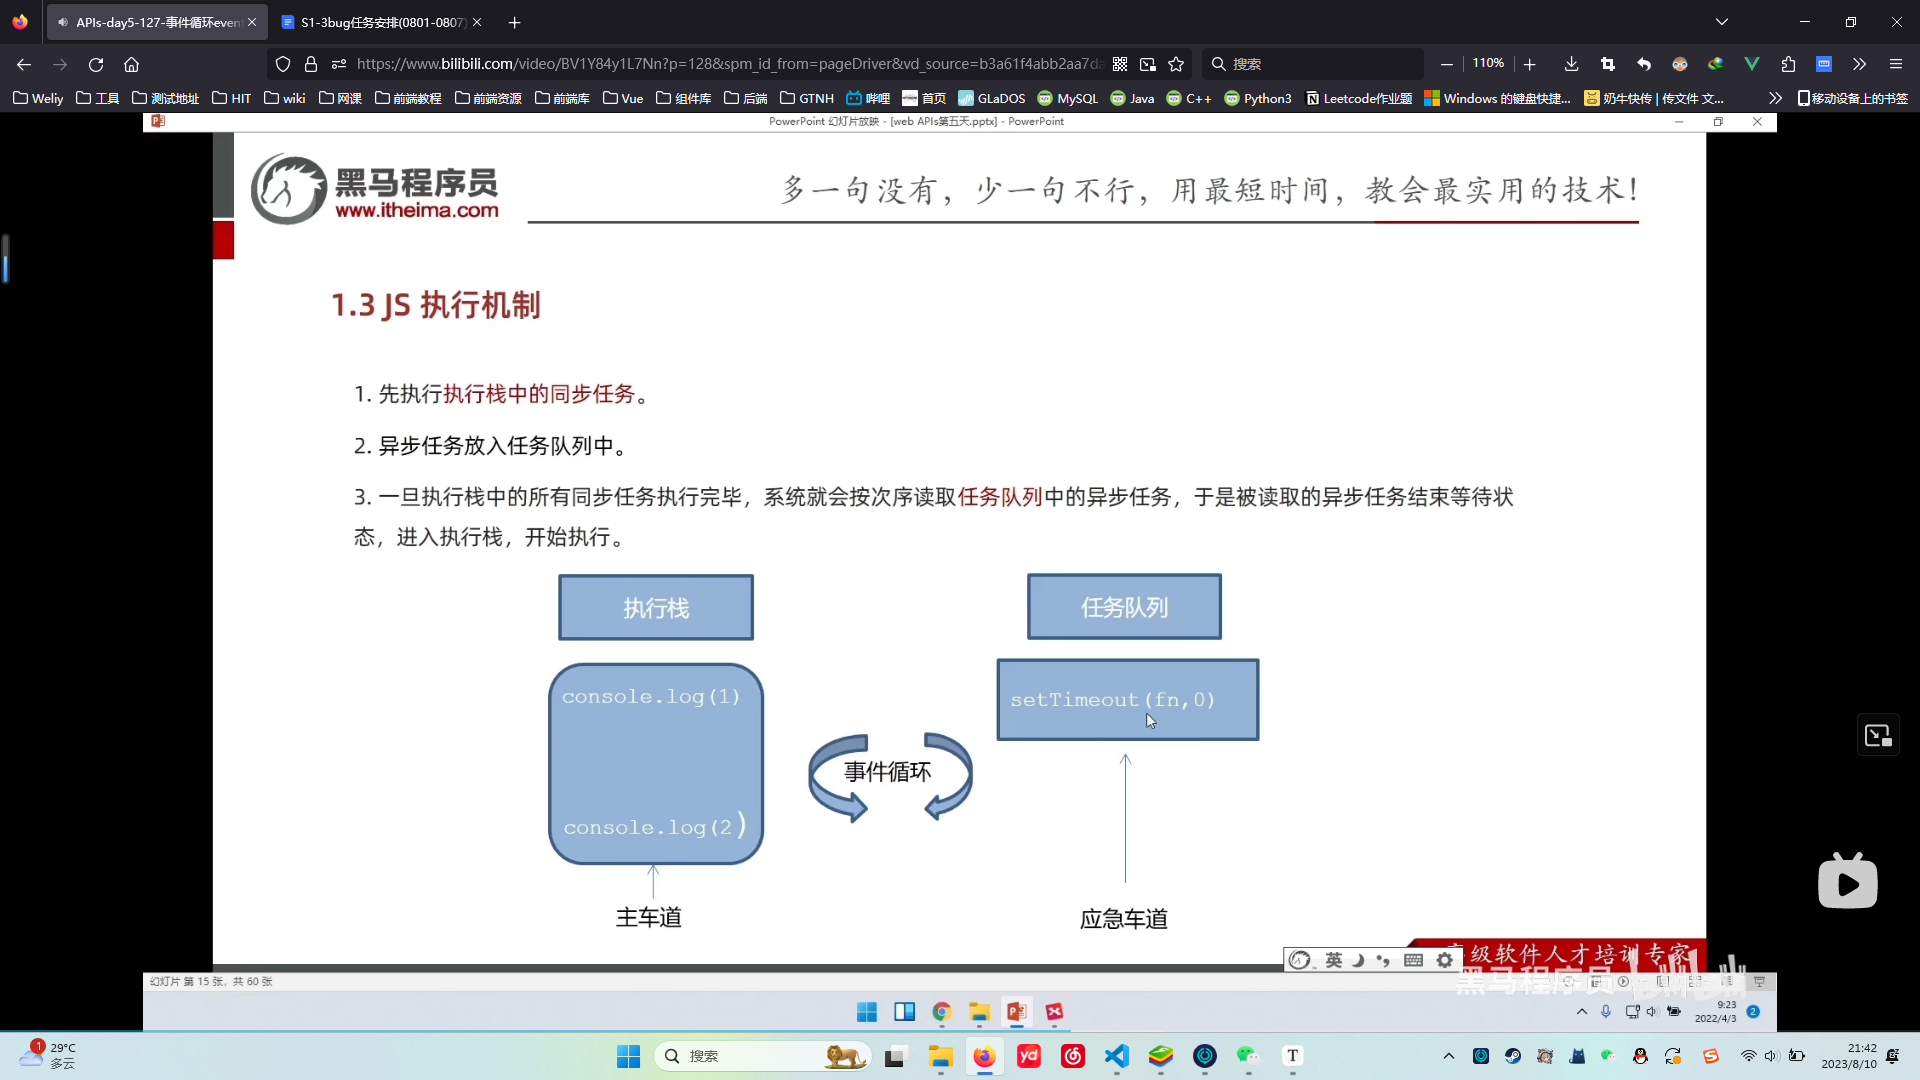 APIs-day5-127-事件循环even
S1-3bug任务安排(0801-0807)
https://www.bilibili.com/video/BV1Y84y1L7Nn?p=128&spm_id_from=pageDriver&vd_source=b3a61f4abb2aa7da
搜索
110%
Weliy 工具 测试地址 HIT wiki 网课 前端教程 前端资源 前端库 Vue 组件库 后端 GTNH 哔哩 首页 GLaDOS MySQL Java C++ Python3 Leetcode作业题 Windows 的键盘快捷... 奶牛快传 | 传文件 文... 移动设备上的书签
PowerPoint 幻灯片放映 - [web APIs第五天.pptx] - PowerPoint
黑马程序员
www.itheima.com
多一句没有，少一句不行，用最短时间，教会最实用的技术！
1.3 JS 执行机制
1. 先执行执行栈中的同步任务。
2. 异步任务放入任务队列中。
3. 一旦执行栈中的所有同步任务执行完毕，系统就会按次序读取任务队列中的异步任务，于是被读取的异步任务结束等待状
态，进入执行栈，开始执行。
执行栈
任务队列
console.log(1)
setTimeout(fn,0)
事件循环
console.log(2)
主车道
应急车道
英
级软件人才培训专家
黑马程序员 bilibili
幻灯片 第 15 张，共 60 张
9:23
2022/4/3
2
1
29°C
多云
搜索
yd
T
21:42
2023/8/10